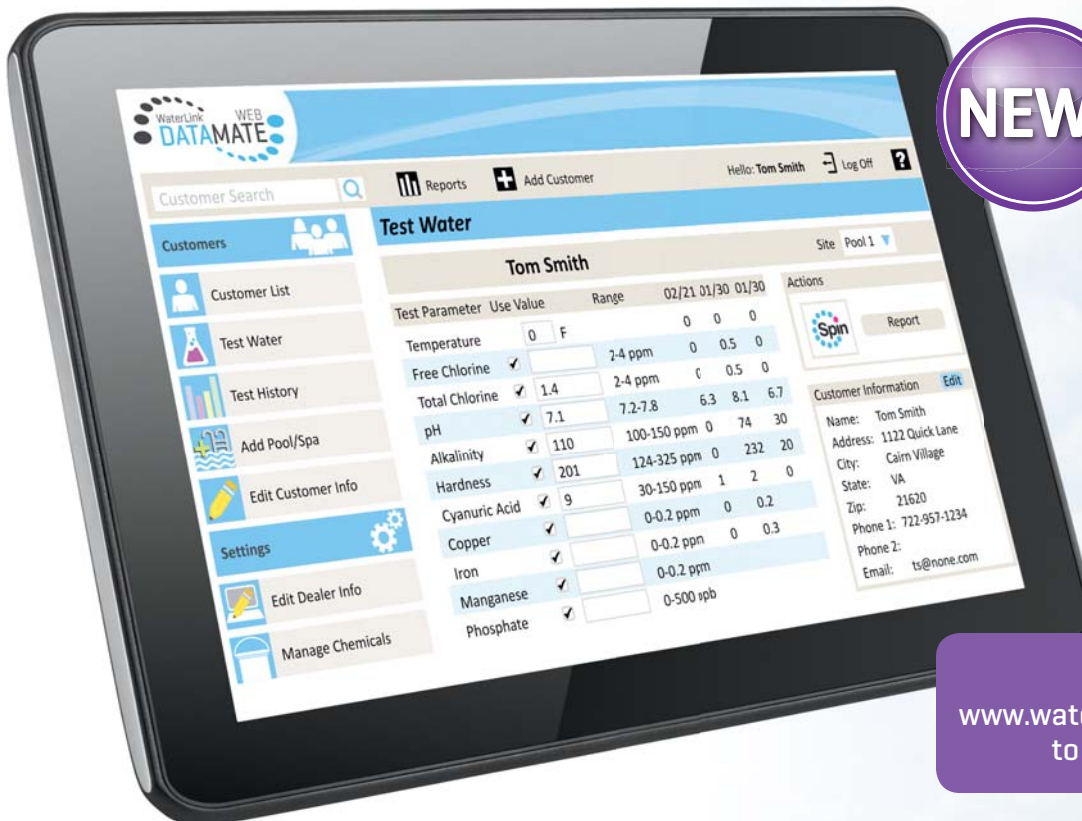 NEW
WaterLink WEB
DATAMATE
Customer Search
Reports
Add Customer
Hello: Tom Smith
Log Off
?
Customers
Customer List
Test Water
Test History
Add Pool/Spa
Edit Customer Info
Settings
Edit Dealer Info
Manage Chemicals
Test Water
Tom Smith
Site Pool 1
Test Parameter Use Value Range 02/21 01/30 01/30
Temperature 0 F 0 0 0
Free Chlorine 2-4 ppm 0 0.5 0
Total Chlorine 1.4 2-4 ppm 0.5 0
pH 7.1 7.2-7.8 6.3 8.1 6.7
Alkalinity 110 100-150 ppm 0 74 30
Hardness 201 124-325 ppm 0 232 20
Cyanuric Acid 9 30-150 ppm 1 2 0
Copper 0-0.2 ppm 0 0.2
Iron 0-0.2 ppm 0 0.3
Manganese 0-0.2 ppm
Phosphate 0-500 ppb
Actions
Spin
Report
Customer Information Edit
Name: Tom Smith
Address: 1122 Quick Lane
City: Cairn Village
State: VA
Zip: 21620
Phone 1: 722-957-1234
Phone 2:
Email: ts@none.com
www.wate
to